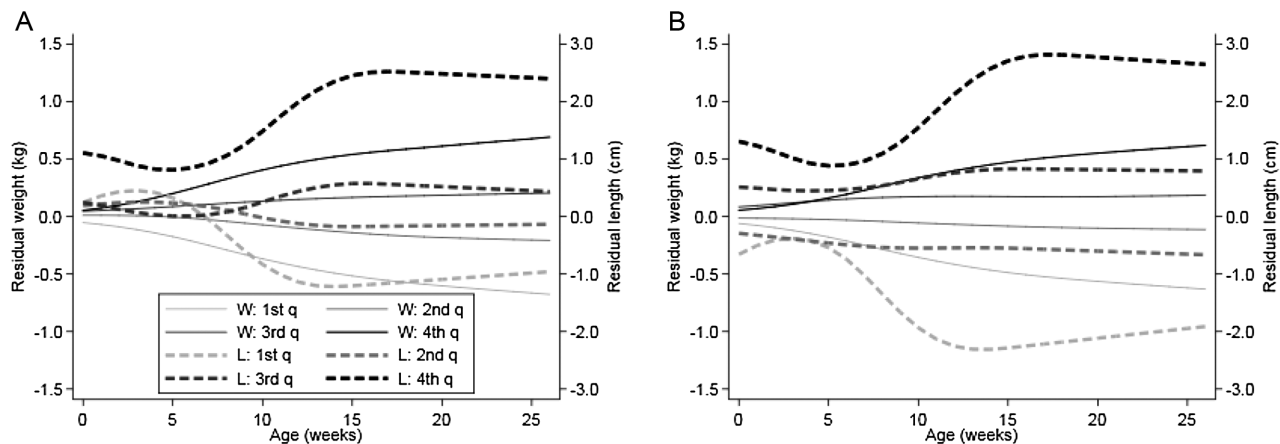 A
B
1.5
1.0
0.5
0.0
-0.5
-1.0
-1.5
Residual weight (kg)
3.0
2.0
1.0
0.0
-1.0
-2.0
-3.0
Residual length (cm)
W: 1st q
W: 2nd q
W: 3rd q
W: 4th q
L: 1st q
L: 2nd q
L: 3rd q
L: 4th q
0 5 10 15 20 25
Age (weeks)
1.5
1.0
0.5
0.0
-0.5
-1.0
-1.5
Residual weight (kg)
3.0
2.0
1.0
0.0
-1.0
-2.0
-3.0
Residual length (cm)
0 5 10 15 20 25
Age (weeks)